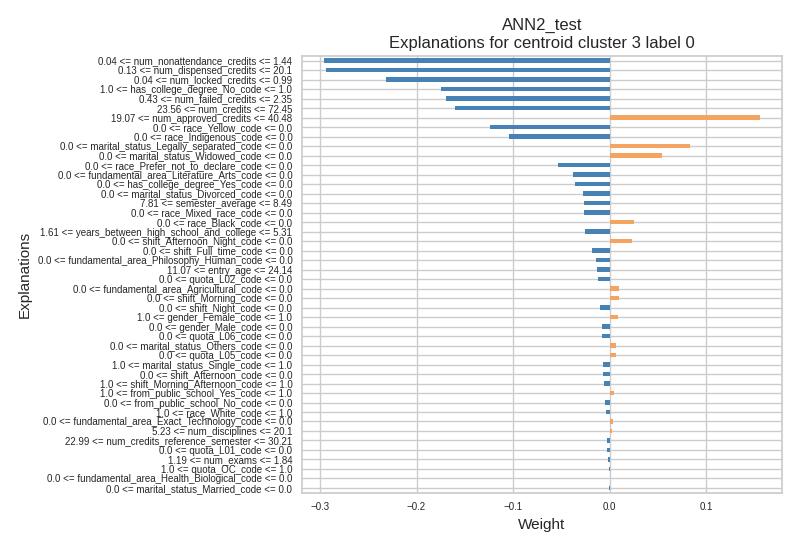 ANN2_test
Explanations for centroid cluster 3 label 0
0.04 <= num_nonattendance_credits <= 1.44
0.13 <= num_dispensed_credits <= 20.1
0.04 <= num_locked_credits <= 0.99
1.0 <= has_college_degree_No_code <= 1.0
0.43 <= num_failed_credits <= 2.35
23.56 <= num_credits <= 72.45
19.07 <= num_approved_credits <= 40.48
0.0 <= race_Yellow_code <= 0.0
0.0 <= race_Indigenous_code <= 0.0
0.0 <= marital_status_Legally_separated_code <= 0.0
0.0 <= marital_status_Widowed_code <= 0.0
0.0 <= race_Prefer_not_to_declare_code <= 0.0
0.0 <= fundamental_area_Literature_Arts_code <= 0.0
0.0 <= has_college_degree_Yes_code <= 0.0
0.0 <= marital_status_Divorced_code <= 0.0
7.81 <= semester_average <= 8.49
0.0 <= race_Mixed_race_code <= 0.0
0.0 <= race_Black_code <= 0.0
1.61 <= years_between_high_school_and_college <= 5.31
0.0 <= shift_Afternoon_Night_code <= 0.0
0.0 <= shift_Full_time_code <= 0.0
0.0 <= fundamental_area_Philosophy_Human_code <= 0.0
11.07 <= entry_age <= 24.14
0.0 <= quota_L02_code <= 0.0
0.0 <= fundamental_area_Agricultural_code <= 0.0
0.0 <= shift_Morning_code <= 0.0
0.0 <= shift_Night_code <= 0.0
1.0 <= gender_Female_code <= 1.0
0.0 <= gender_Male_code <= 0.0
0.0 <= quota_L06_code <= 0.0
0.0 <= marital_status_Others_code <= 0.0
0.0 <= quota_L05_code <= 0.0
1.0 <= marital_status_Single_code <= 1.0
0.0 <= shift_Afternoon_code <= 0.0
1.0 <= shift_Morning_Afternoon_code <= 1.0
1.0 <= from_public_school_Yes_code <= 1.0
0.0 <= from_public_school_No_code <= 0.0
1.0 <= race_White_code <= 1.0
0.0 <= fundamental_area_Exact_Technology_code <= 0.0
5.23 <= num_disciplines <= 20.1
22.99 <= num_credits_reference_semester <= 30.21
0.0 <= quota_L01_code <= 0.0
1.19 <= num_exams <= 1.84
1.0 <= quota_OC_code <= 1.0
0.0 <= fundamental_area_Health_Biological_code <= 0.0
0.0 <= marital_status_Married_code <= 0.0
Explanations
−0.3 −0.2 −0.1 0.0 0.1
Weight